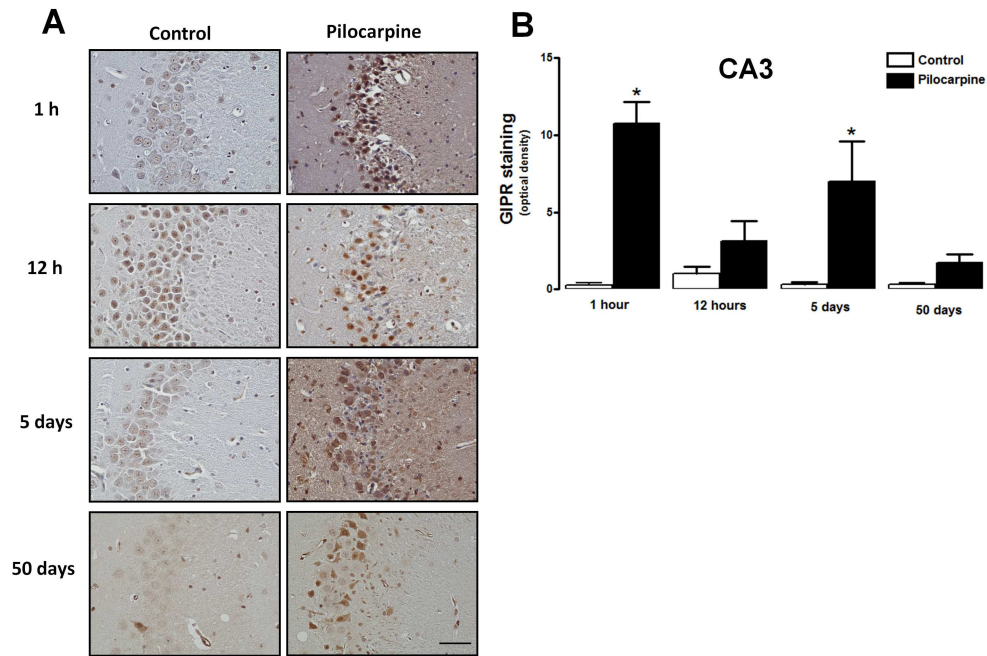 A
Control
Pilocarpine
1 h
12 h
5 days
50 days
B
CA3
Control
Pilocarpine
*
*
GIPR staining
(optical density)
15
10
5
0
1 hour
12 hours
5 days
50 days